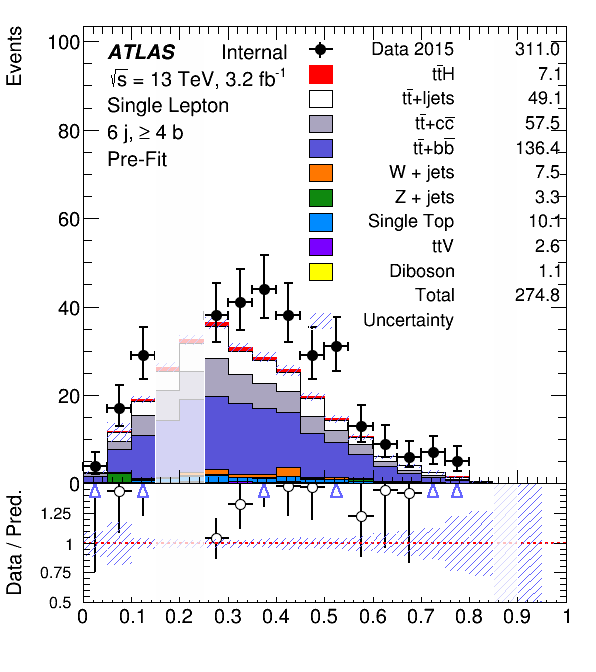 Events
100
80
60
40
20
0
ATLAS Internal
√s = 13 TeV, 3.2 fb⁻¹
Single Lepton
6 j, ≥ 4 b
Pre-Fit
Data 2015 311.0
tt̄H 7.1
tt̄+ljets 49.1
tt̄+cc̄ 57.5
tt̄+bb̄ 136.4
W + jets 7.5
Z + jets 3.3
Single Top 10.1
ttV 2.6
Diboson 1.1
Total 274.8
Uncertainty
Data / Pred.
1.25
1
0.75
0.5
0 0.1 0.2 0.3 0.4 0.5 0.6 0.7 0.8 0.9 1